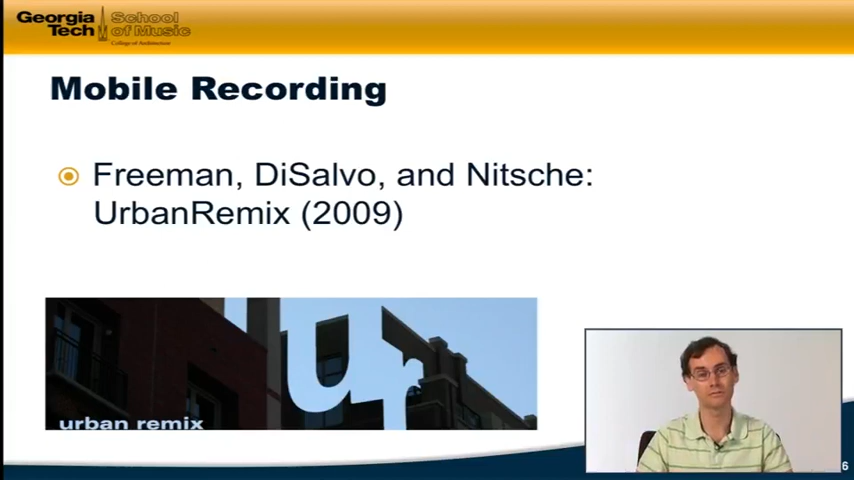 Georgia
Tech
School
of Music
College of Architecture
Mobile Recording
Freeman, DiSalvo, and Nitsche:
UrbanRemix (2009)
ur
urban remix
6